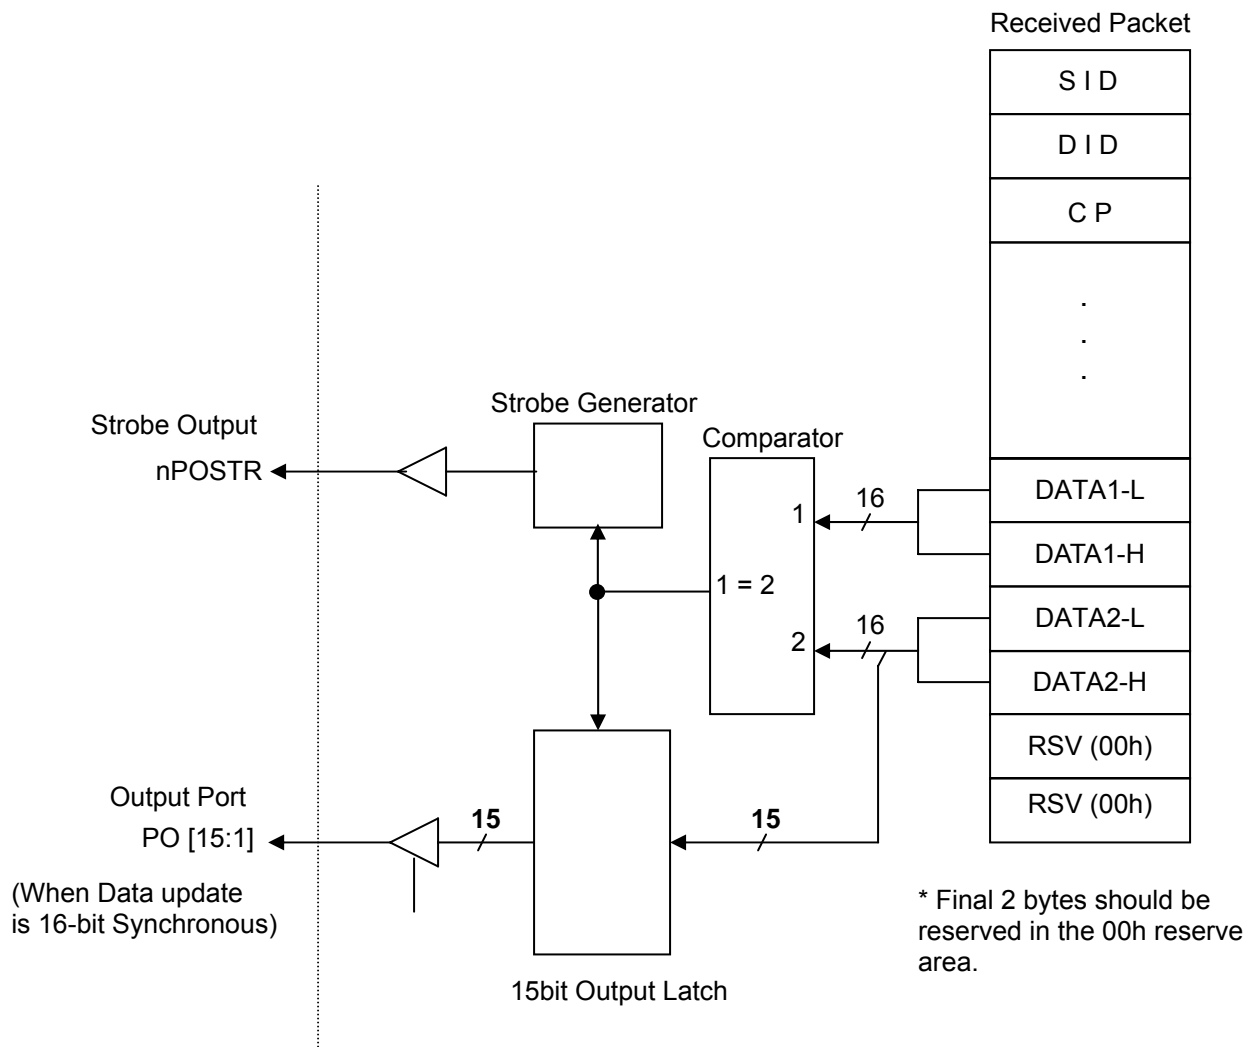 Received Packet
S I D
D I D
C P
.
.
.
Strobe Generator
Strobe Output
Comparator
nPOSTR
DATA1-L
16
1
DATA1-H
1 = 2
DATA2-L
16
2
DATA2-H
RSV (00h)
Output Port
RSV (00h)
15
15
PO [15:1]
(When Data update
is 16-bit Synchronous)
* Final 2 bytes should be
reserved in the 00h reserve
area.
15bit Output Latch